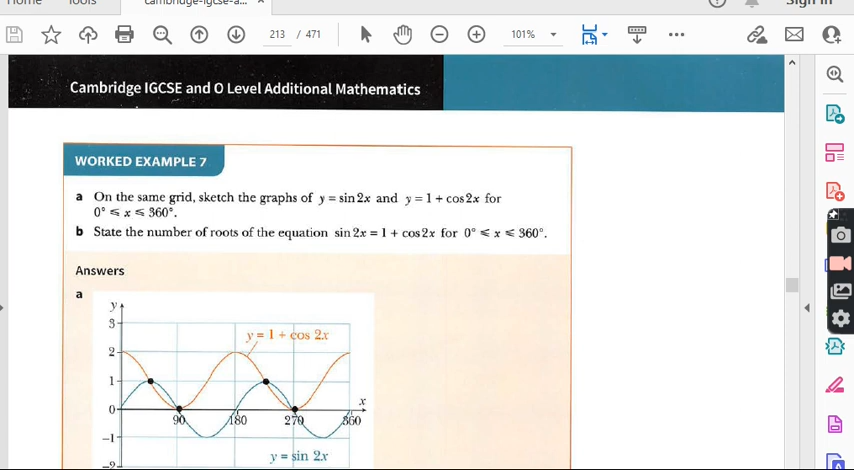 Home Tools cambridge-igcse-a... × Sign In
213 / 471 101%
Cambridge IGCSE and O Level Additional Mathematics
WORKED EXAMPLE 7
a On the same grid, sketch the graphs of y = sin 2x and y = 1 + cos 2x for
0° ⩽ x ⩽ 360°.
b State the number of roots of the equation sin 2x = 1 + cos 2x for 0° ⩽ x ⩽ 360°.
Answers
a
y
3
y = 1 + cos 2x
2
1
x
0
90 180 270 360
–1
y = sin 2x
–2